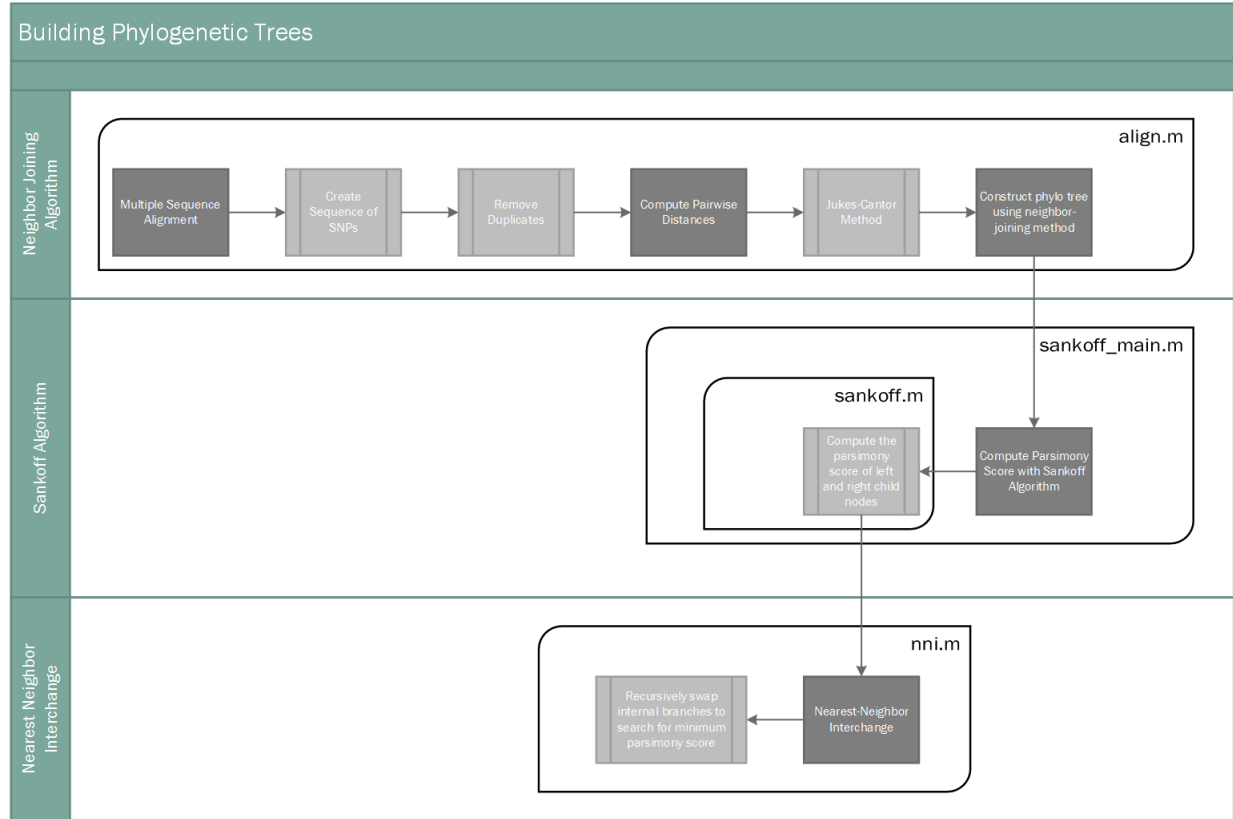 Building Phylogenetic Trees
Neighbor Joining
Algorithm
align.m
Multiple Sequence
Alignment
Create
Sequence of
SNPs
Remove
Duplicates
Compute Pairwise
Distances
Jukes-Cantor
Method
Construct phylo tree
using neighbor-
joining method
Sankoff Algorithm
sankoff_main.m
sankoff.m
Compute the
parsimony
score of left
and right child
nodes
Compute Parsimony
Score with Sankoff
Algorithm
Nearest Neighbor
Interchange
nni.m
Recursively swap
internal branches to
search for minimum
parsimony score
Nearest-Neighbor
Interchange